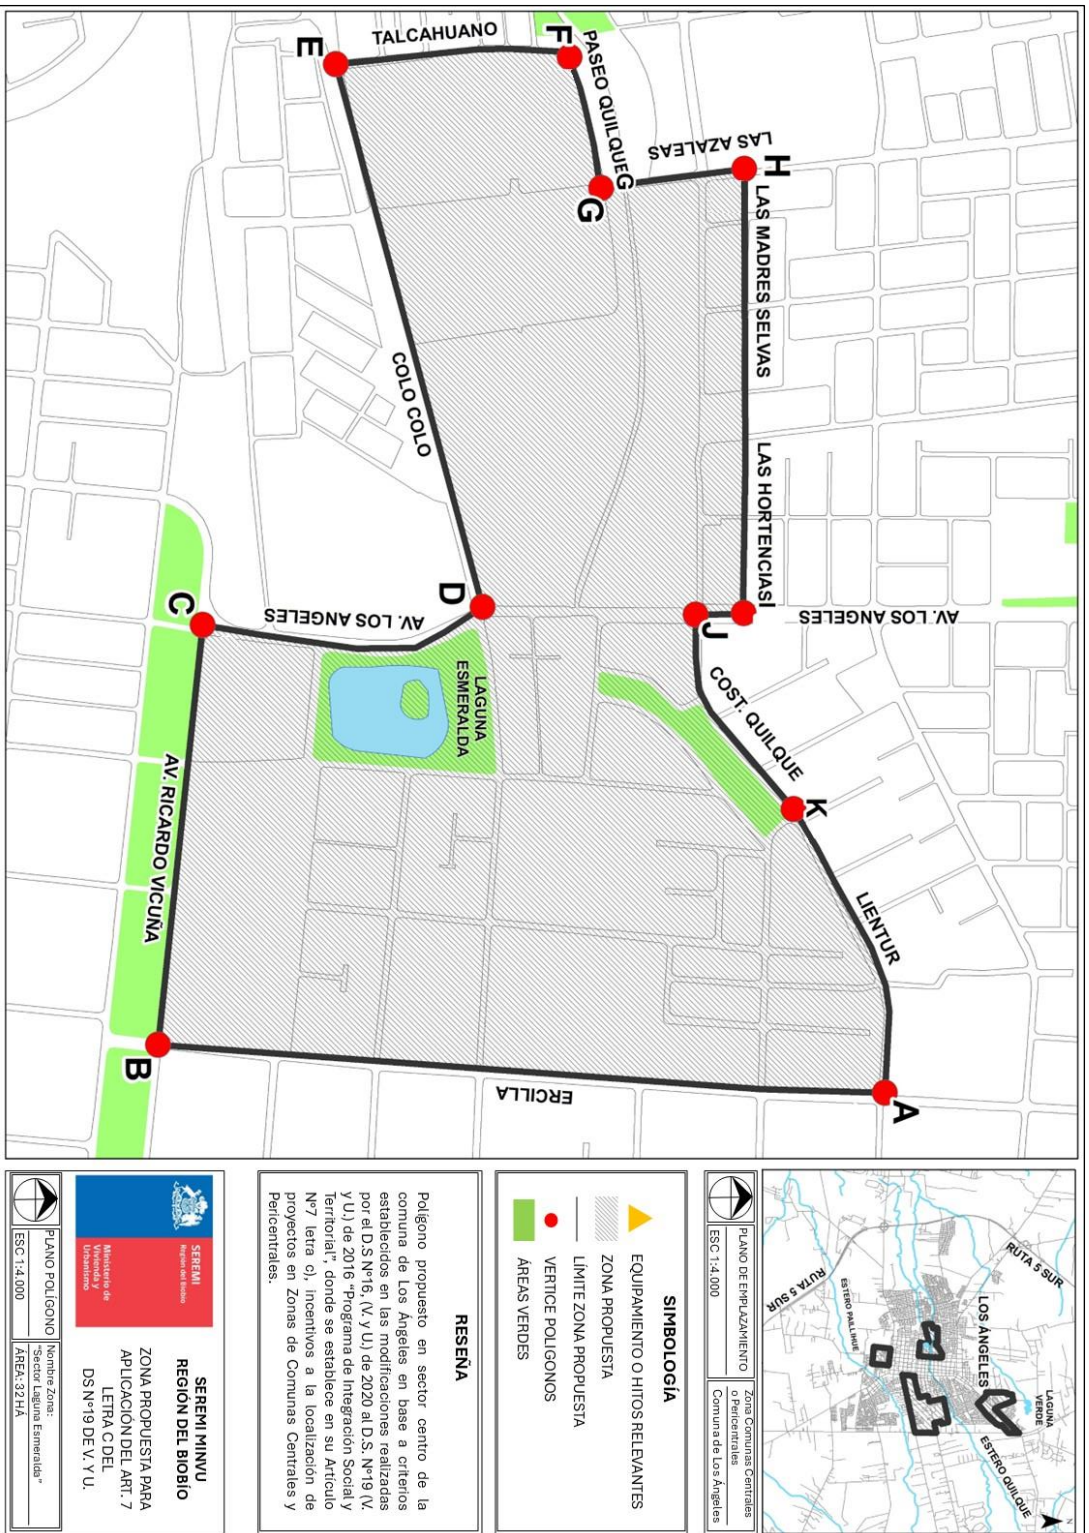 E
TALCAHUANO
F
PASEO QUILQUEG
G
LAS AZALEAS
H
LAS MADRES SELVAS
LAS HORTENCIASI
AV. LOS ANGELES
J
COST. QUILQUE
K
LIENTUR
A
COLO COLO
D
AV. LOS ANGELES
C
LAGUNA
ESMERALDA
AV. RICARDO VICUÑA
B
ERCILLA
RUTA 5 SUR
RUTA 5 SUR
LOS ÁNGELES
LAGUNA
VERDE
ESTERO PAILLIHUE
ESTERO QUILQUE
N
PLANO DE EMPLAZAMIENTO
ESC 1:4.000
Zona Comunas Centrales
o Pericentrales
Comuna de Los Ángeles
SIMBOLOGÍA
EQUIPAMIENTO O HITOS RELEVANTES
ZONA PROPUESTA
LÍMITE ZONA PROPUESTA
VERTICE POLIGONOS
ÁREAS VERDES
RESEÑA
Polígono propuesto en sector centro de la
comuna de Los Ángeles en base a criterios
establecidos en las modificaciones realizadas
por el D.S N°16, (V. y U.) de 2020 al D.S. N°19 (V.
y U.) de 2016 "Programa de Integración Social y
Territorial", donde se establece en su Artículo
N°7 letra c), incentivos a la localización de
proyectos en Zonas de Comunas Centrales y
Pericentrales.
SEREMI
Región del Biobío
Ministerio de
Vivienda y
Urbanismo
SEREMI MINVU
REGIÓN DEL BIOBÍO
ZONA PROPUESTA PARA
APLICACIÓN DEL ART. 7
LETRA C DEL
DS N°19 DE V. Y U.
PLANO POLÍGONO
ESC 1:4.000
Nombre Zona:
"Sector Laguna Esmeralda"
ÁREA: 32 HÁ